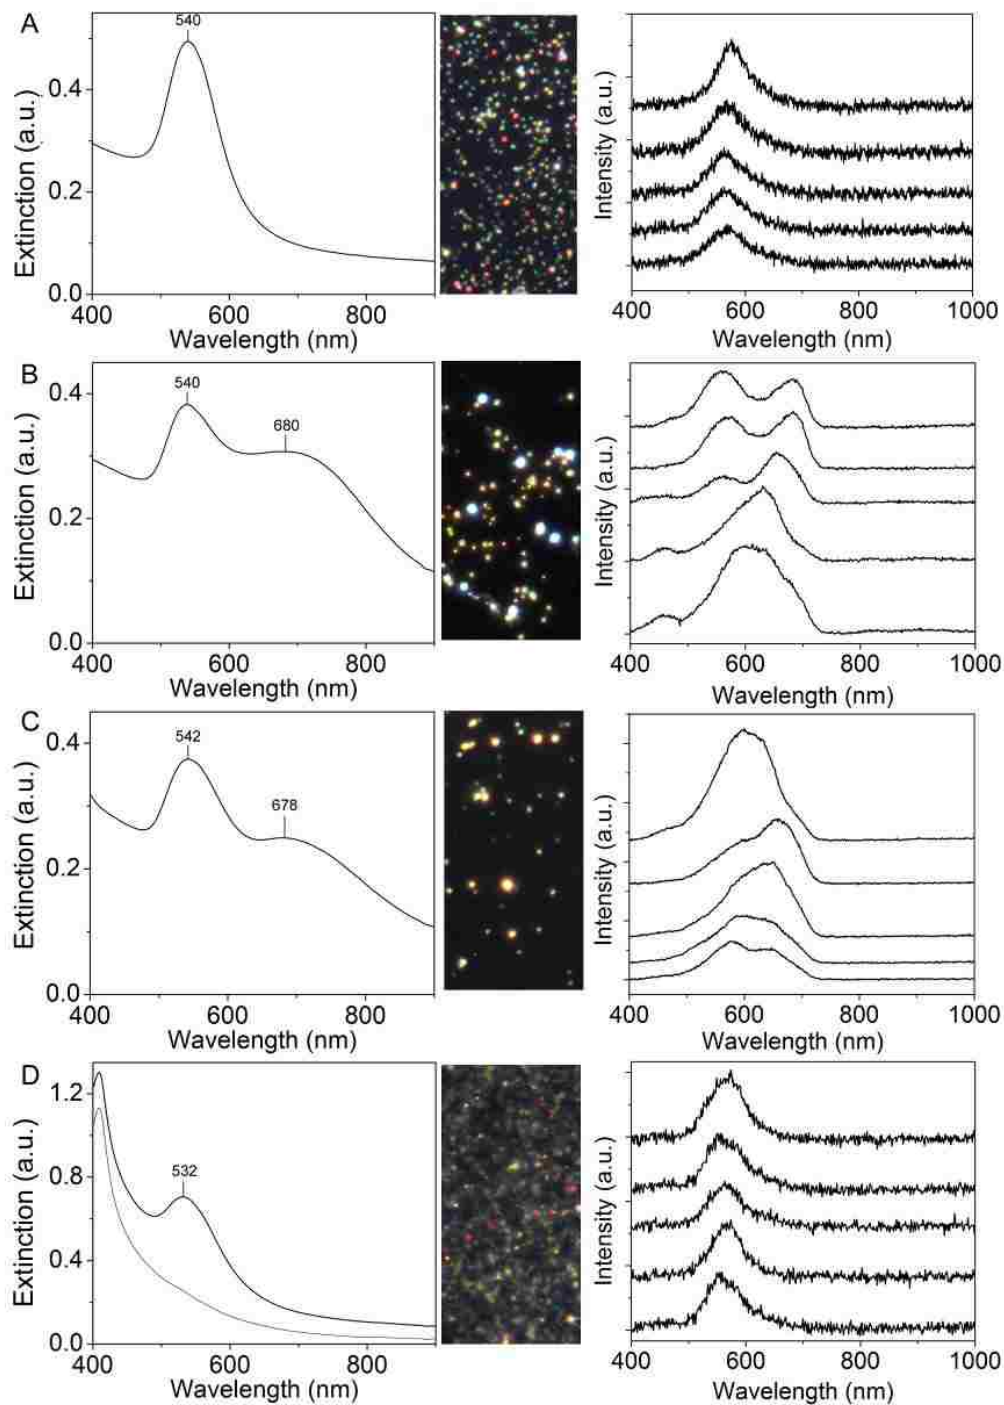 A
540
Extinction (a.u.)
0.4
0.2
0.0
400 600 800
Wavelength (nm)
Intensity (a.u.)
400 600 800 1000
Wavelength (nm)
B
540
680
Extinction (a.u.)
0.4
0.2
0.0
400 600 800
Wavelength (nm)
Intensity (a.u.)
400 600 800 1000
Wavelength (nm)
C
542
678
Extinction (a.u.)
0.4
0.2
0.0
400 600 800
Wavelength (nm)
Intensity (a.u.)
400 600 800 1000
Wavelength (nm)
D
532
Extinction (a.u.)
1.2
0.8
0.4
0.0
400 600 800
Wavelength (nm)
Intensity (a.u.)
400 600 800 1000
Wavelength (nm)